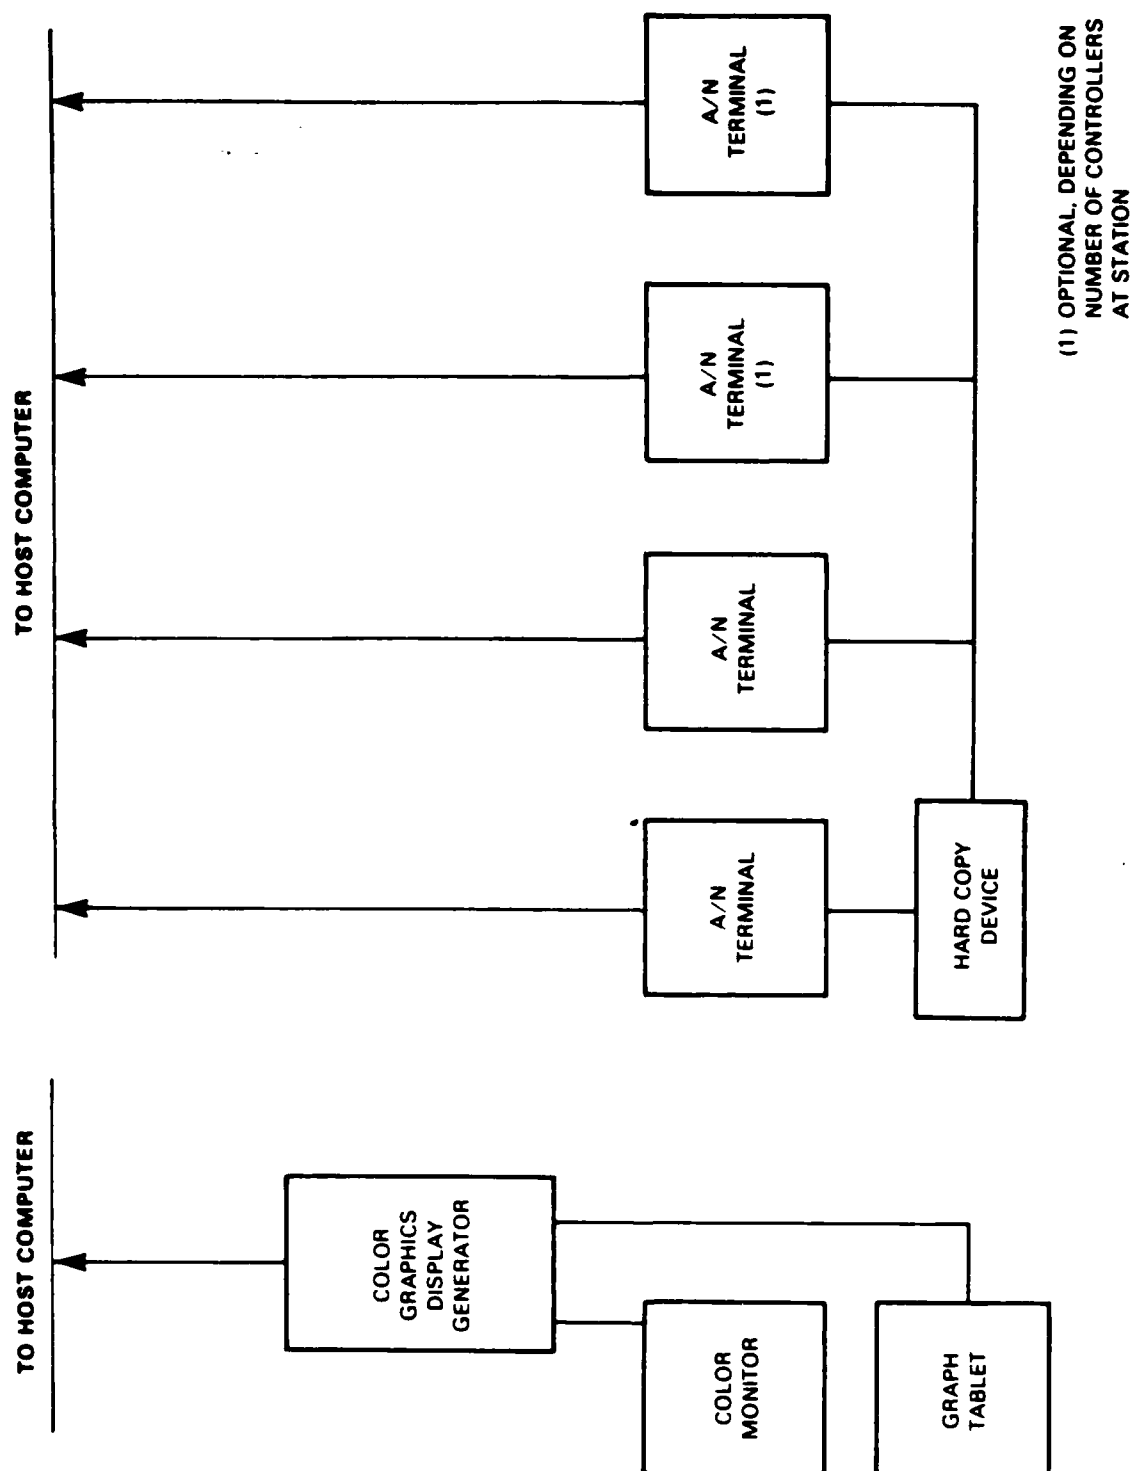 TO HOST COMPUTER
COLOR
GRAPHICS
DISPLAY
GENERATOR
COLOR
MONITOR
GRAPH
TABLET
TO HOST COMPUTER
A/N
TERMINAL
A/N
TERMINAL
A/N
TERMINAL
(1)
A/N
TERMINAL
(1)
HARD COPY
DEVICE
(1) OPTIONAL, DEPENDING ON
NUMBER OF CONTROLLERS
AT STATION